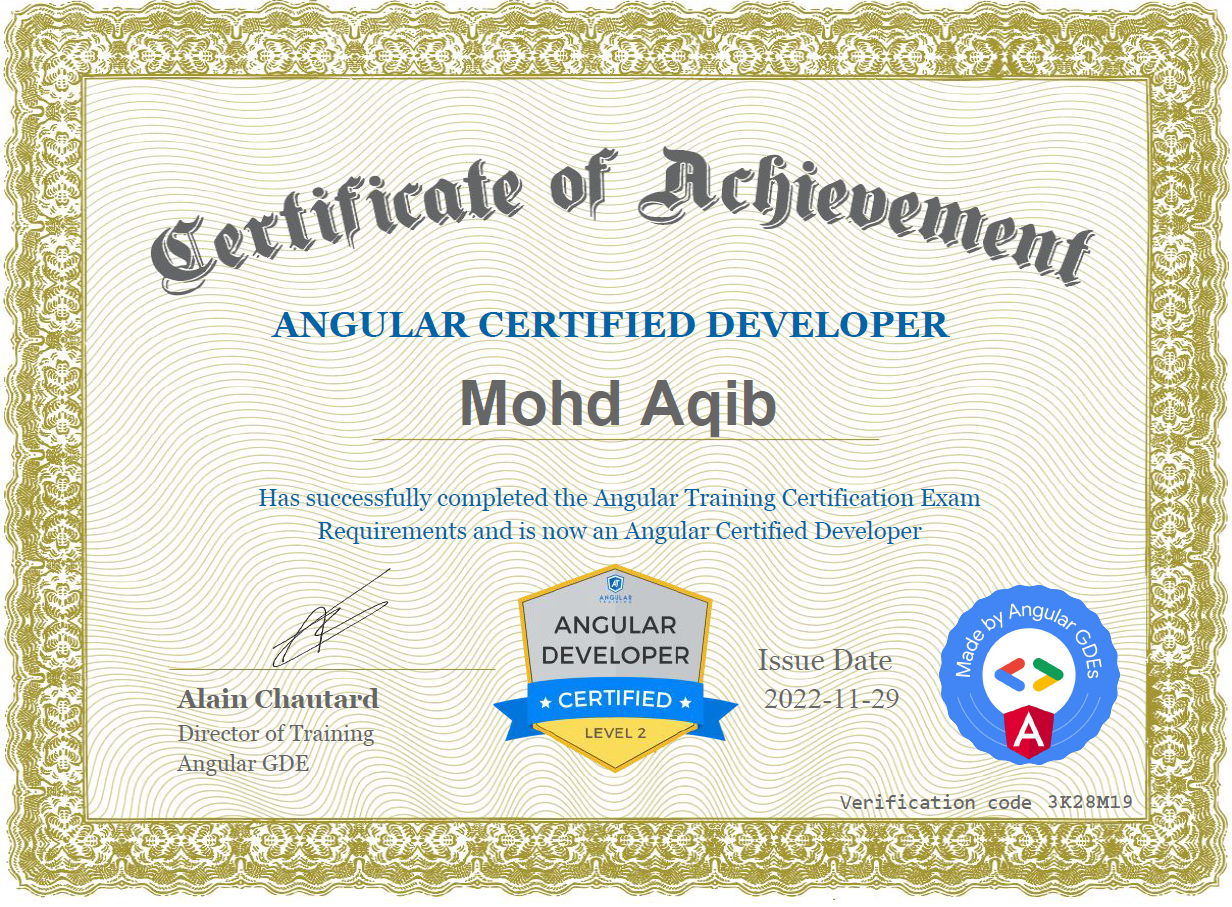 Certificate of Achievement
ANGULAR CERTIFIED DEVELOPER
Mohd Aqib
Has successfully completed the Angular Training Certification Exam
Requirements and is now an Angular Certified Developer
AT
ANGULAR
TRAINING
ANGULAR
DEVELOPER
CERTIFIED
LEVEL 2
Alain Chautard
Director of Training
Angular GDE
Issue Date
2022-11-29
Made by Angular GDEs
A
Verification code 3K28M19